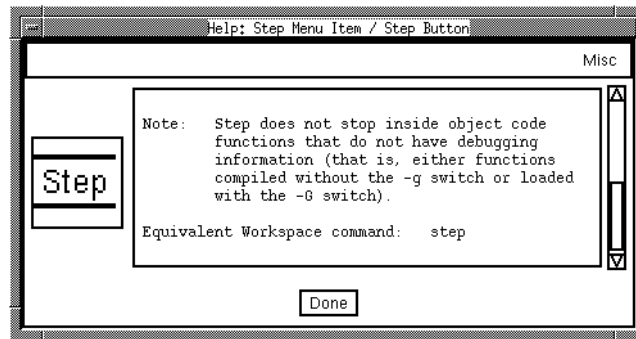 Help: Step Menu Item / Step Button
Misc
Step
Note: Step does not stop inside object code
functions that do not have debugging
information (that is, either functions
compiled without the -g switch or loaded
with the -G switch).
Equivalent Workspace command: step
Done